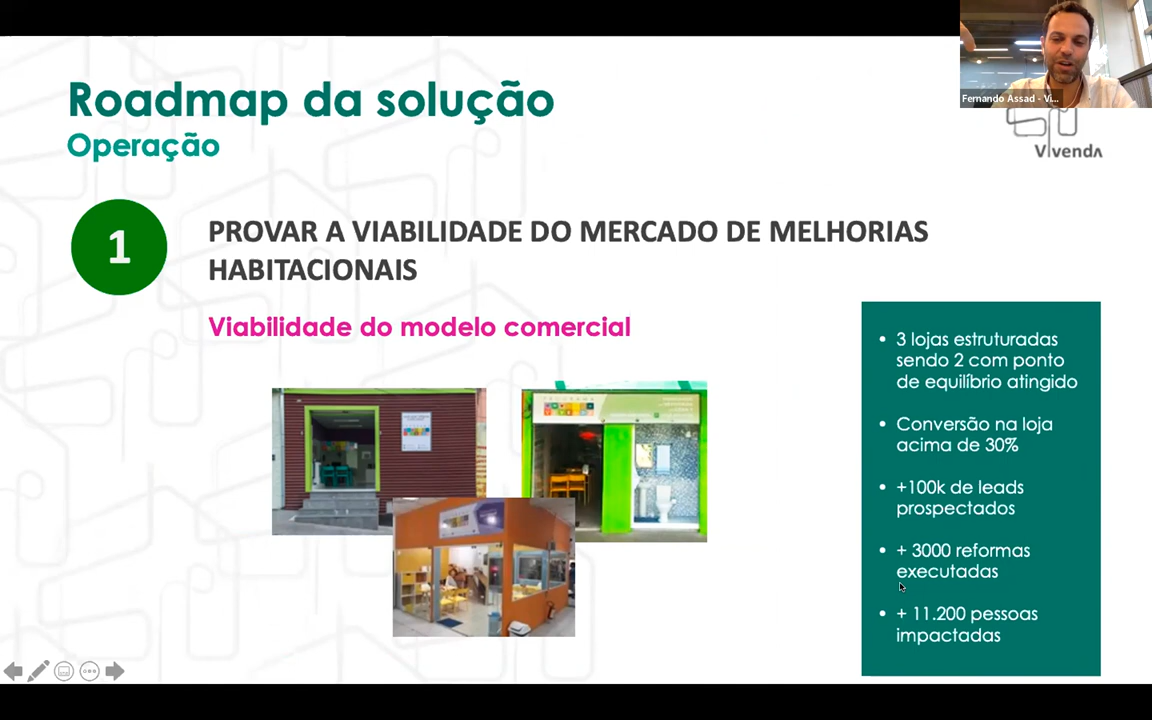 Roadmap da solução
Operação
Fernando Assad - Vi...
Vivenda
1
PROVAR A VIABILIDADE DO MERCADO DE MELHORIAS
HABITACIONAIS
Viabilidade do modelo comercial
• 3 lojas estruturadas
sendo 2 com ponto
de equilíbrio atingido
• Conversão na loja
acima de 30%
• +100k de leads
prospectados
• + 3000 reformas
executadas
• + 11.200 pessoas
impactadas